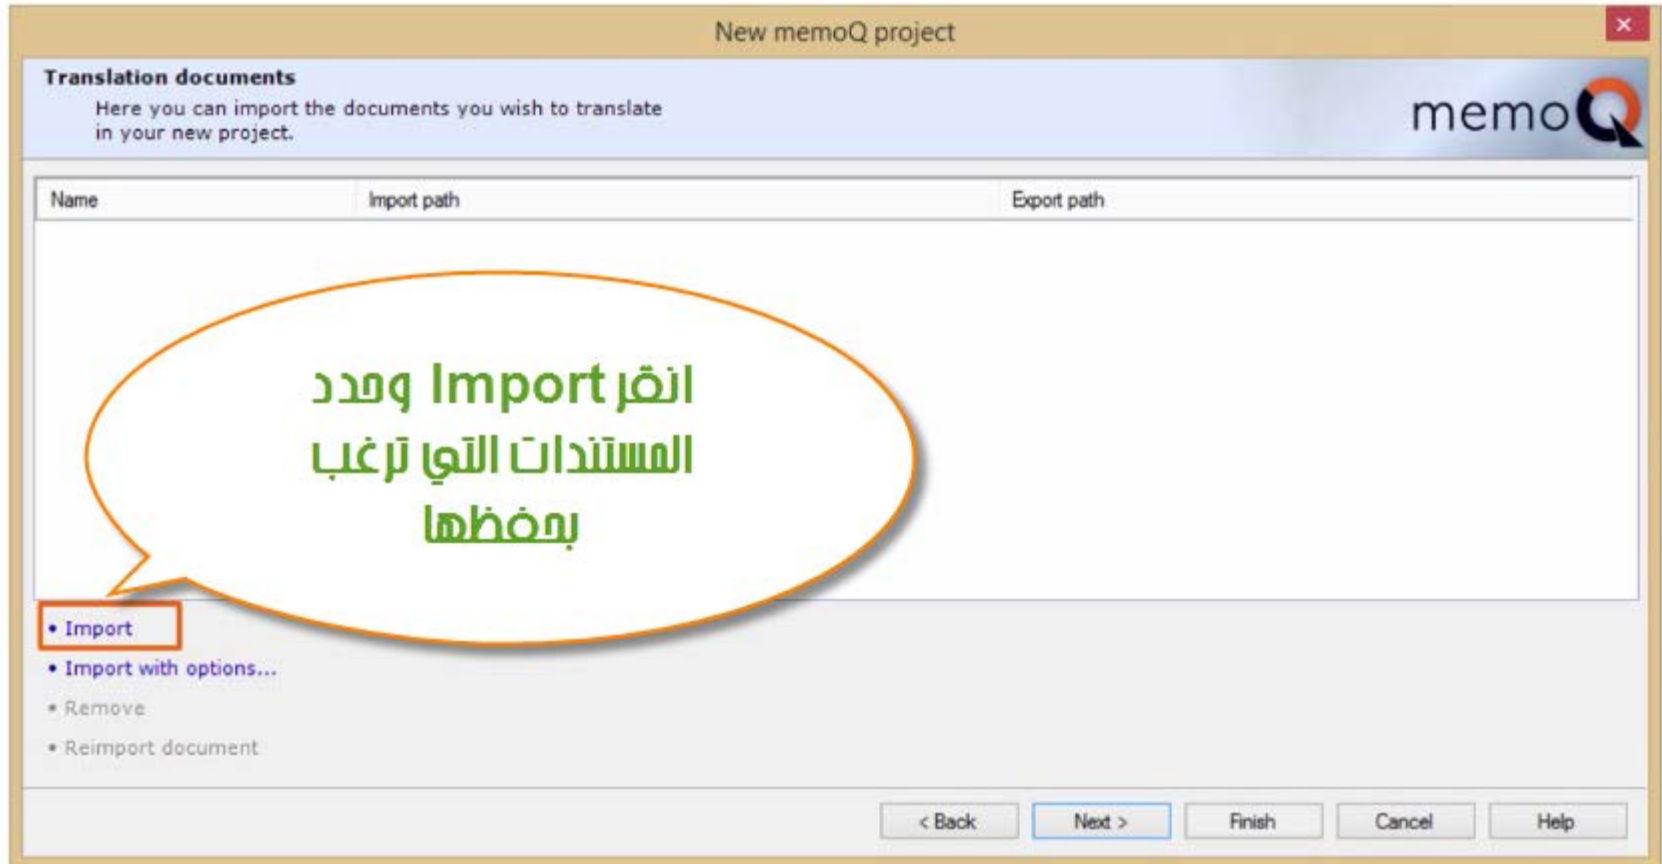 New memoQ project
Translation documents
Here you can import the documents you wish to translate
in your new project.
memoQ
Name Import path Export path
انقر Import وحدد
المستندات التي ترغب
بحفظها
• Import
• Import with options...
• Remove
• Reimport document
< Back Next > Finish Cancel Help